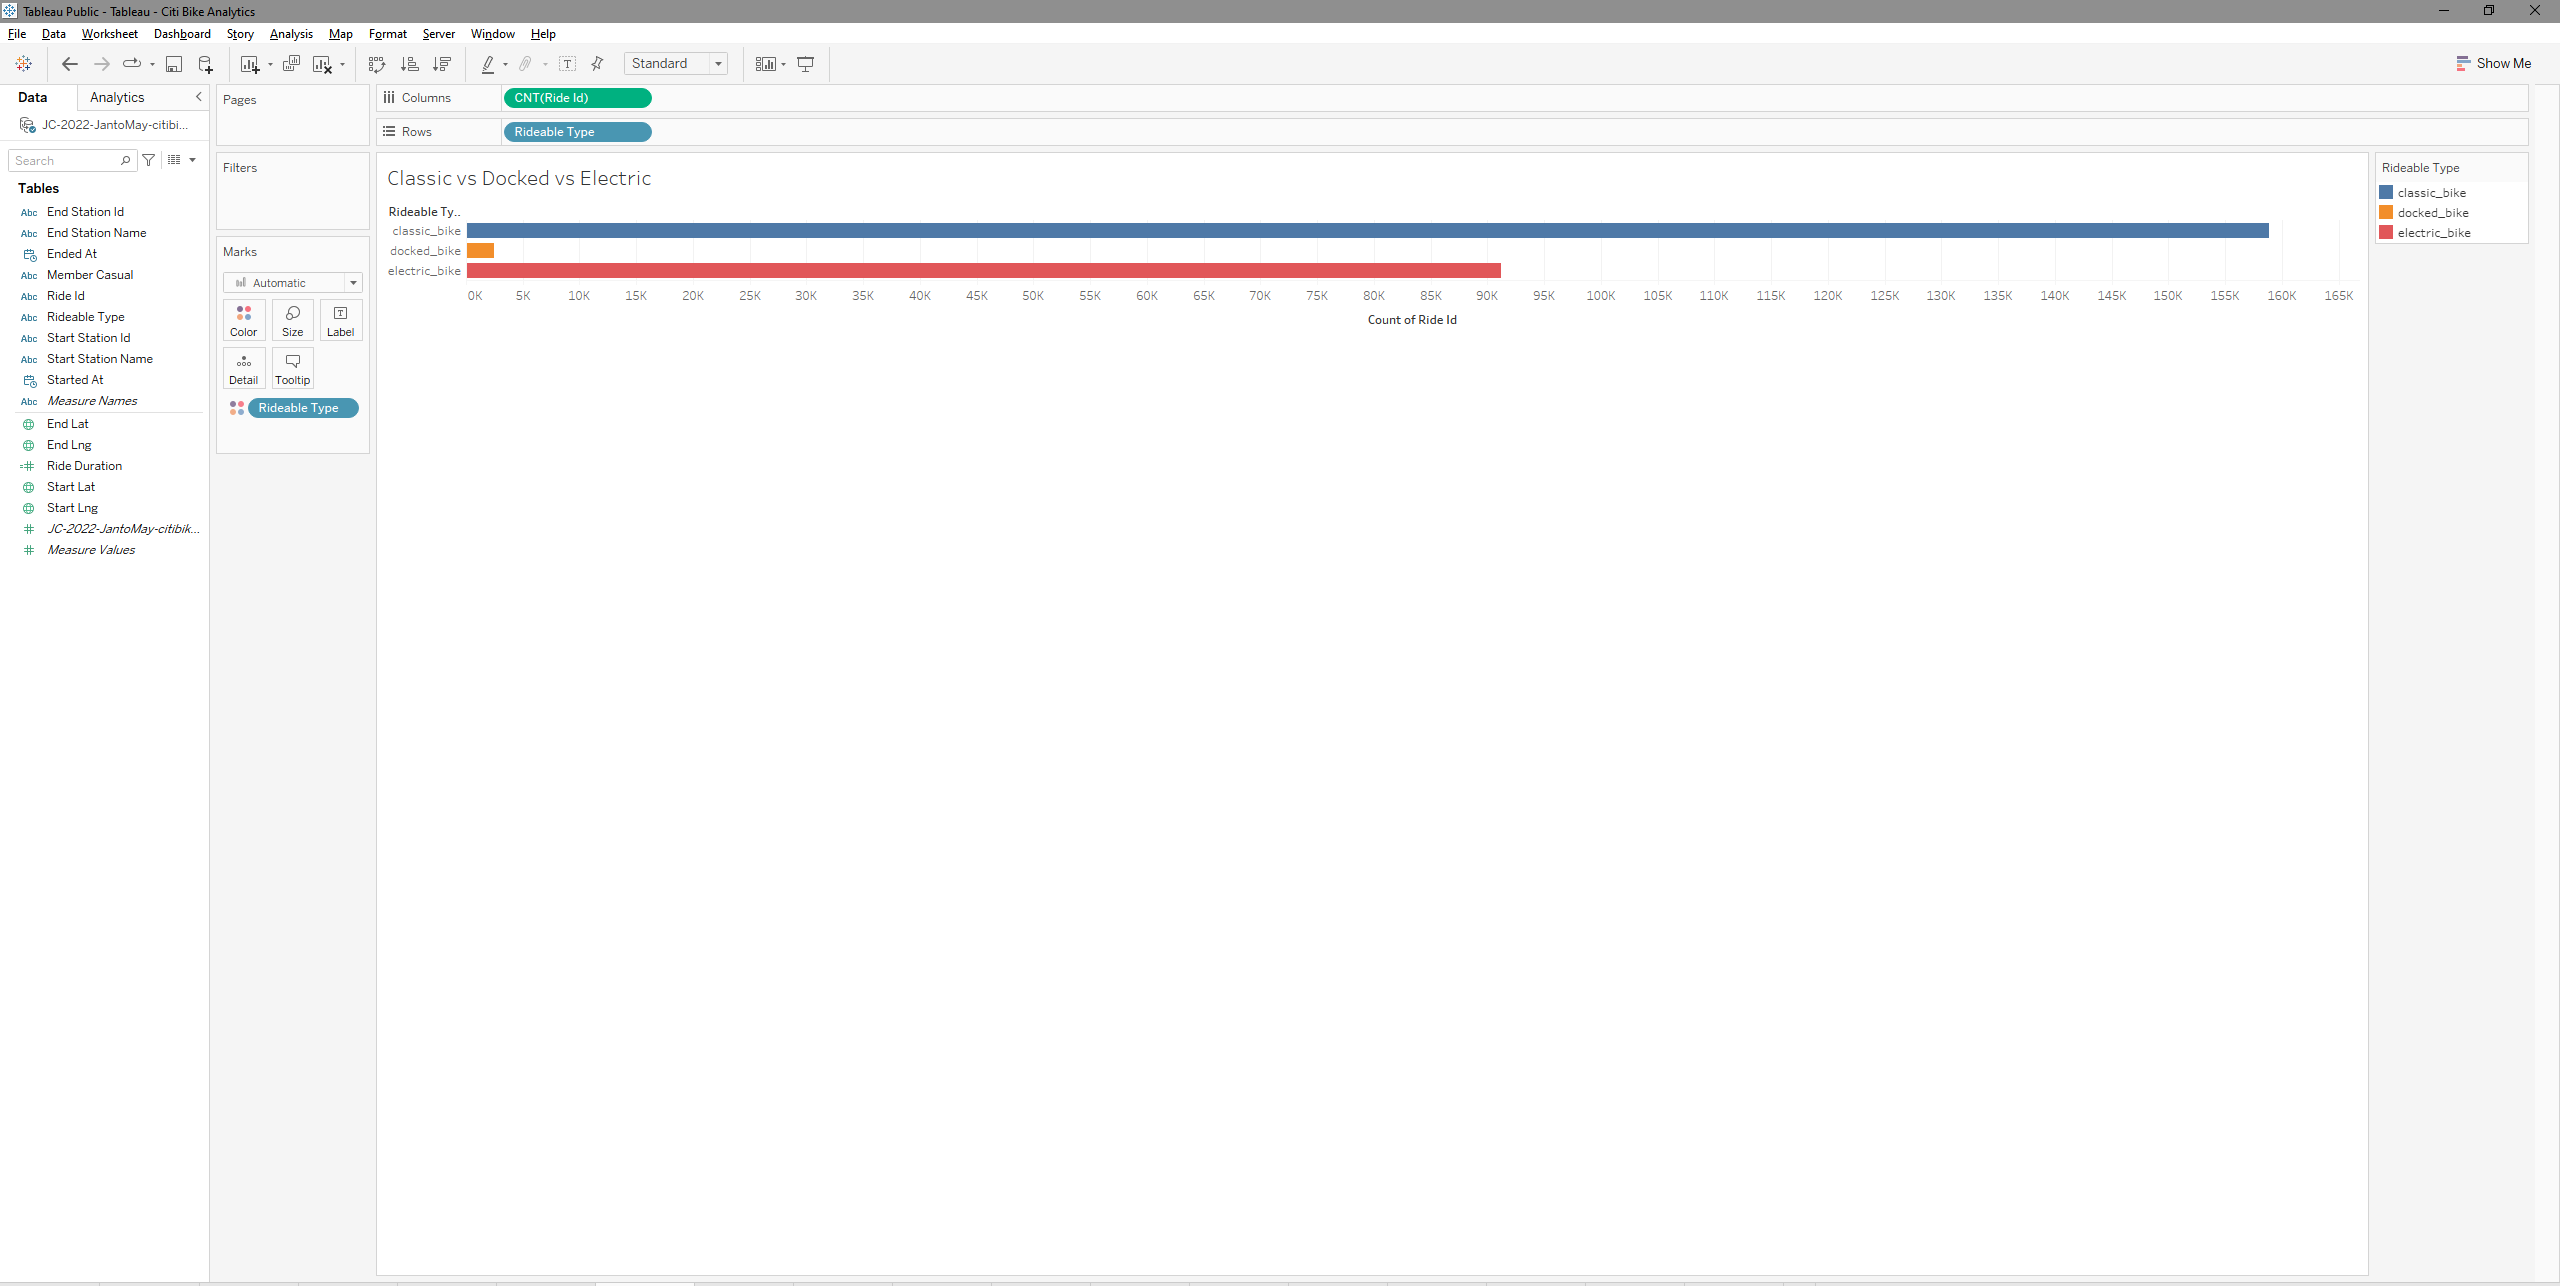 Tableau Public - Tableau - Citi Bike Analytics
File Data Worksheet Dashboard Story Analysis Map Format Server Window Help
Standard
Show Me
Data Analytics
JC-2022-JantoMay-citibi...
Search
Tables
Abc End Station Id
Abc End Station Name
Ended At
Abc Member Casual
Abc Ride Id
Abc Rideable Type
Abc Start Station Id
Abc Start Station Name
Started At
Abc Measure Names
End Lat
End Lng
Ride Duration
Start Lat
Start Lng
JC-2022-JantoMay-citibik...
Measure Values
Pages
Filters
Marks
Automatic
Color Size Label
Detail Tooltip
Rideable Type
Columns CNT(Ride Id)
Rows Rideable Type
Classic vs Docked vs Electric
Rideable Ty..
classic_bike
docked_bike
electric_bike
0K 5K 10K 15K 20K 25K 30K 35K 40K 45K 50K 55K 60K 65K 70K 75K 80K 85K 90K 95K 100K 105K 110K 115K 120K 125K 130K 135K 140K 145K 150K 155K 160K 165K
Count of Ride Id
Rideable Type
classic_bike
docked_bike
electric_bike